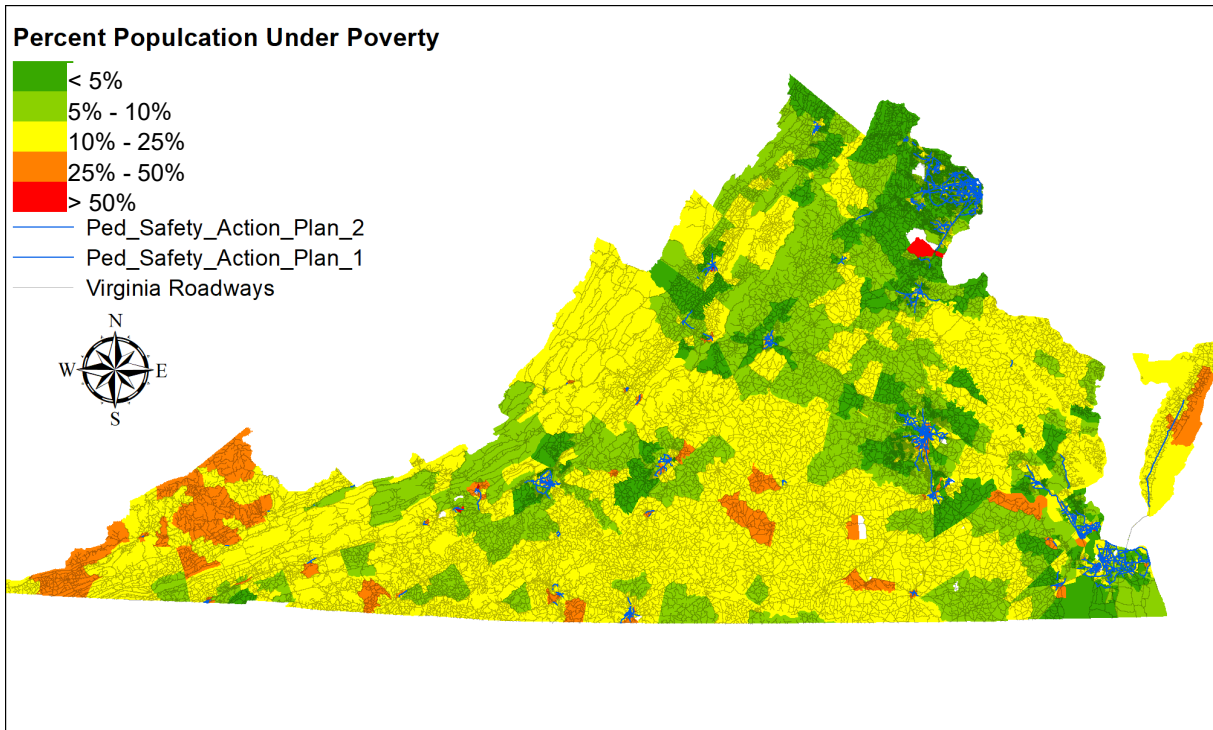 Percent Populcation Under Poverty
< 5%
5% - 10%
10% - 25%
25% - 50%
> 50%
Ped_Safety_Action_Plan_2
Ped_Safety_Action_Plan_1
Virginia Roadways
N
W E
S